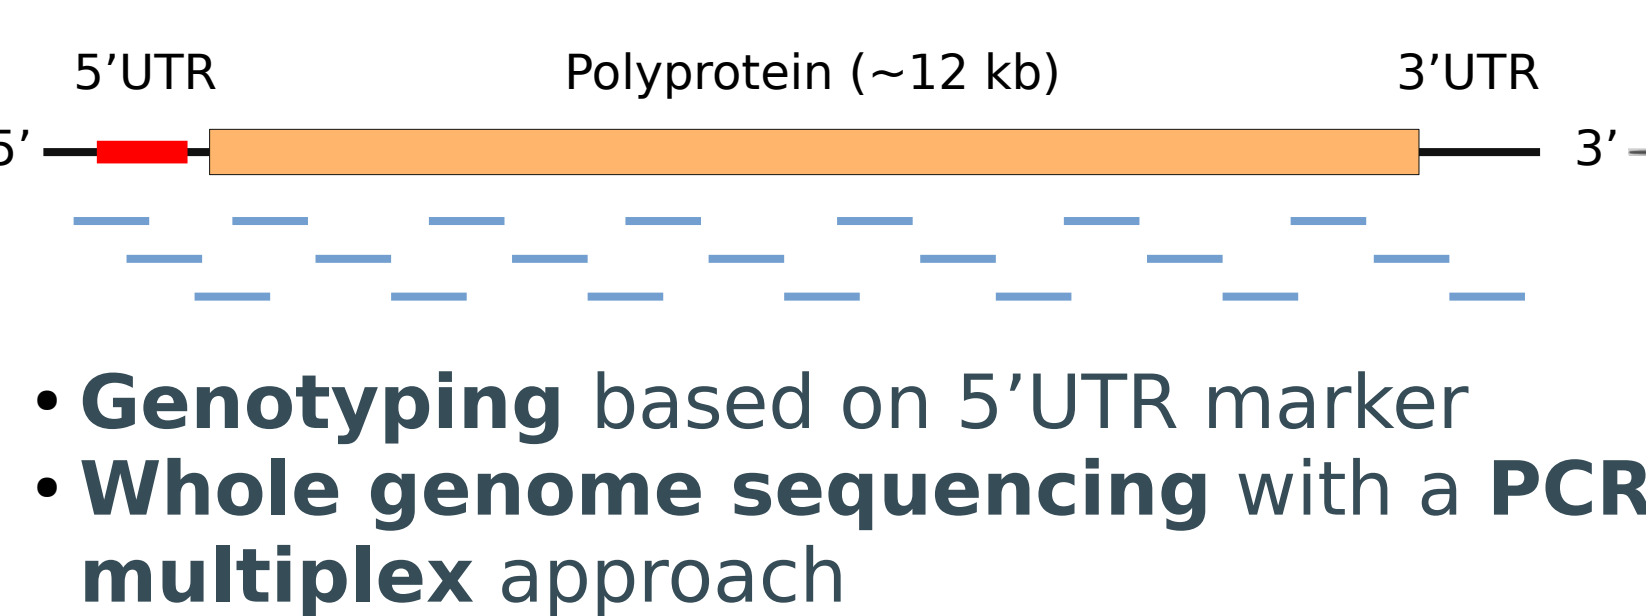 5’UTR Polyprotein (~12 kb) 3’UTR
5’ 3’
• Genotyping based on 5’UTR marker
• Whole genome sequencing with a PCR
multiplex approach